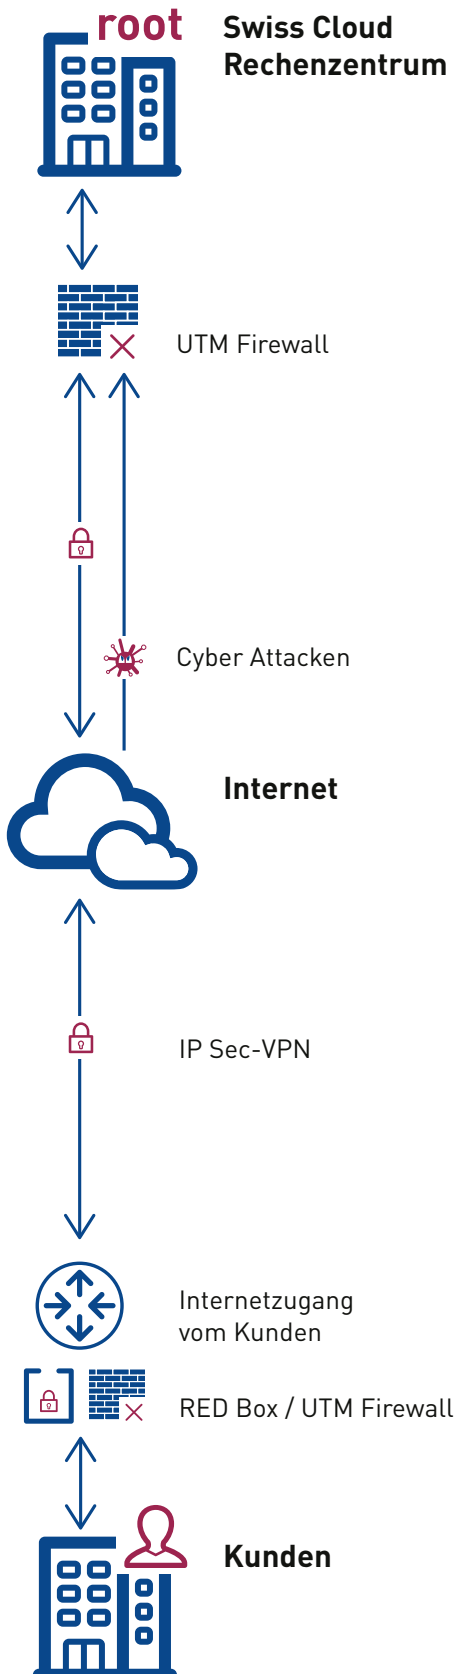 root
Swiss Cloud
Rechenzentrum
UTM Firewall
Cyber Attacken
Internet
IP Sec-VPN
Internetzugang
vom Kunden
RED Box / UTM Firewall
Kunden